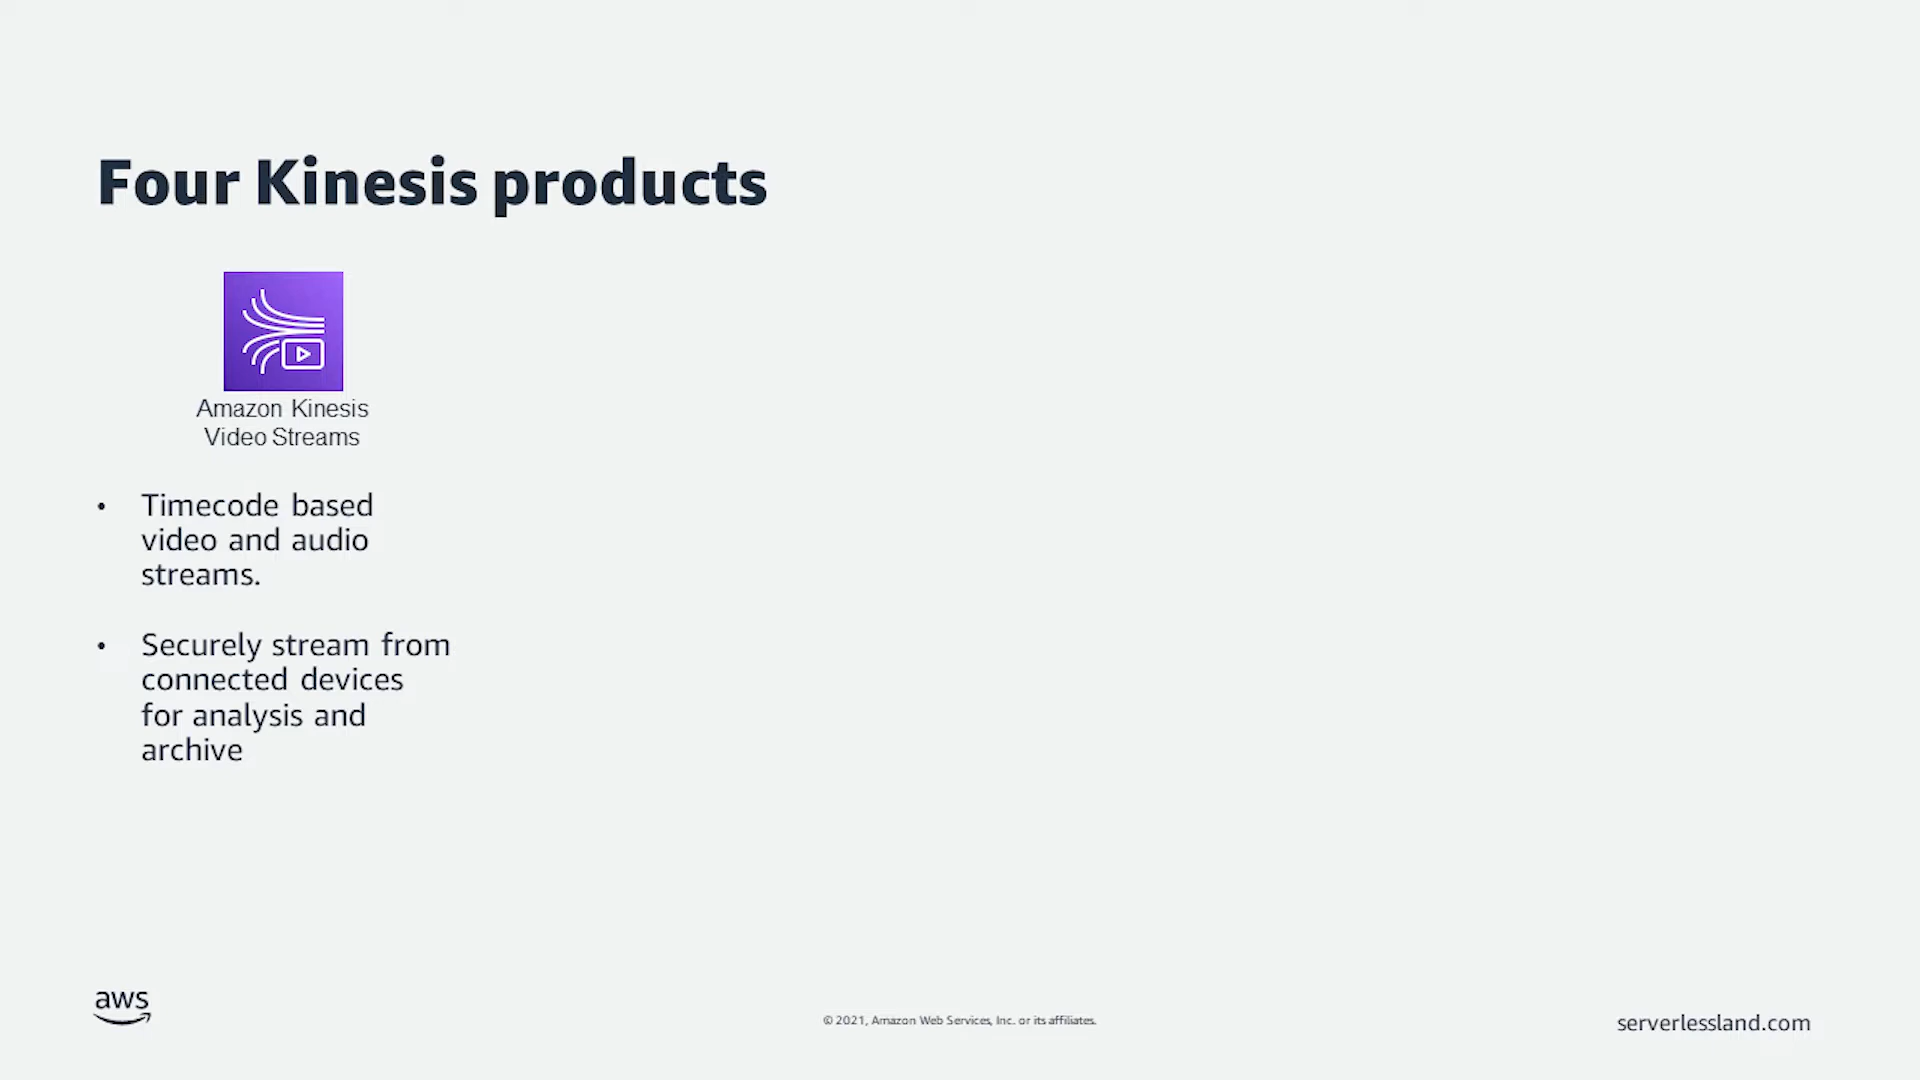 Four Kinesis products
Amazon Kinesis
Video Streams
• Timecode based
video and audio
streams.
• Securely stream from
connected devices
for analysis and
archive
aws
© 2021, Amazon Web Services, Inc. or its affiliates.
serverlessland.com